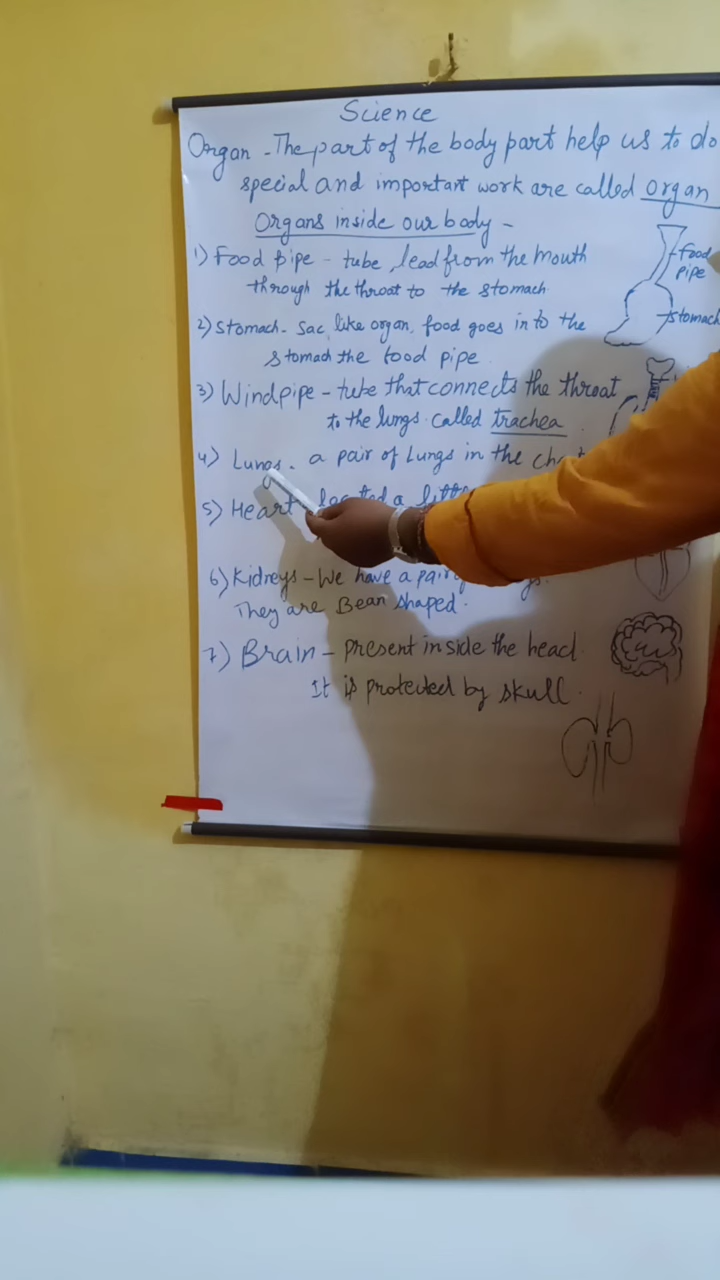 Science
Organ - The part of the body part help us to do
special and important work are called organ
Organs inside our body -
1) Food pipe - tube, lead from the mouth
through the throat to the stomach
2) Stomach - Sac, like organ, food goes in to the
stomach the food pipe.
3) Windpipe - tube that connects the throat
to the lungs called trachea.
4) Lungs - a pair of Lungs in the
5) Heart located a
6) Kidneys - We have a pair
They are Bean shaped.
7) Brain - present inside the head.
It is protected by skull.
food
pipe
stomach